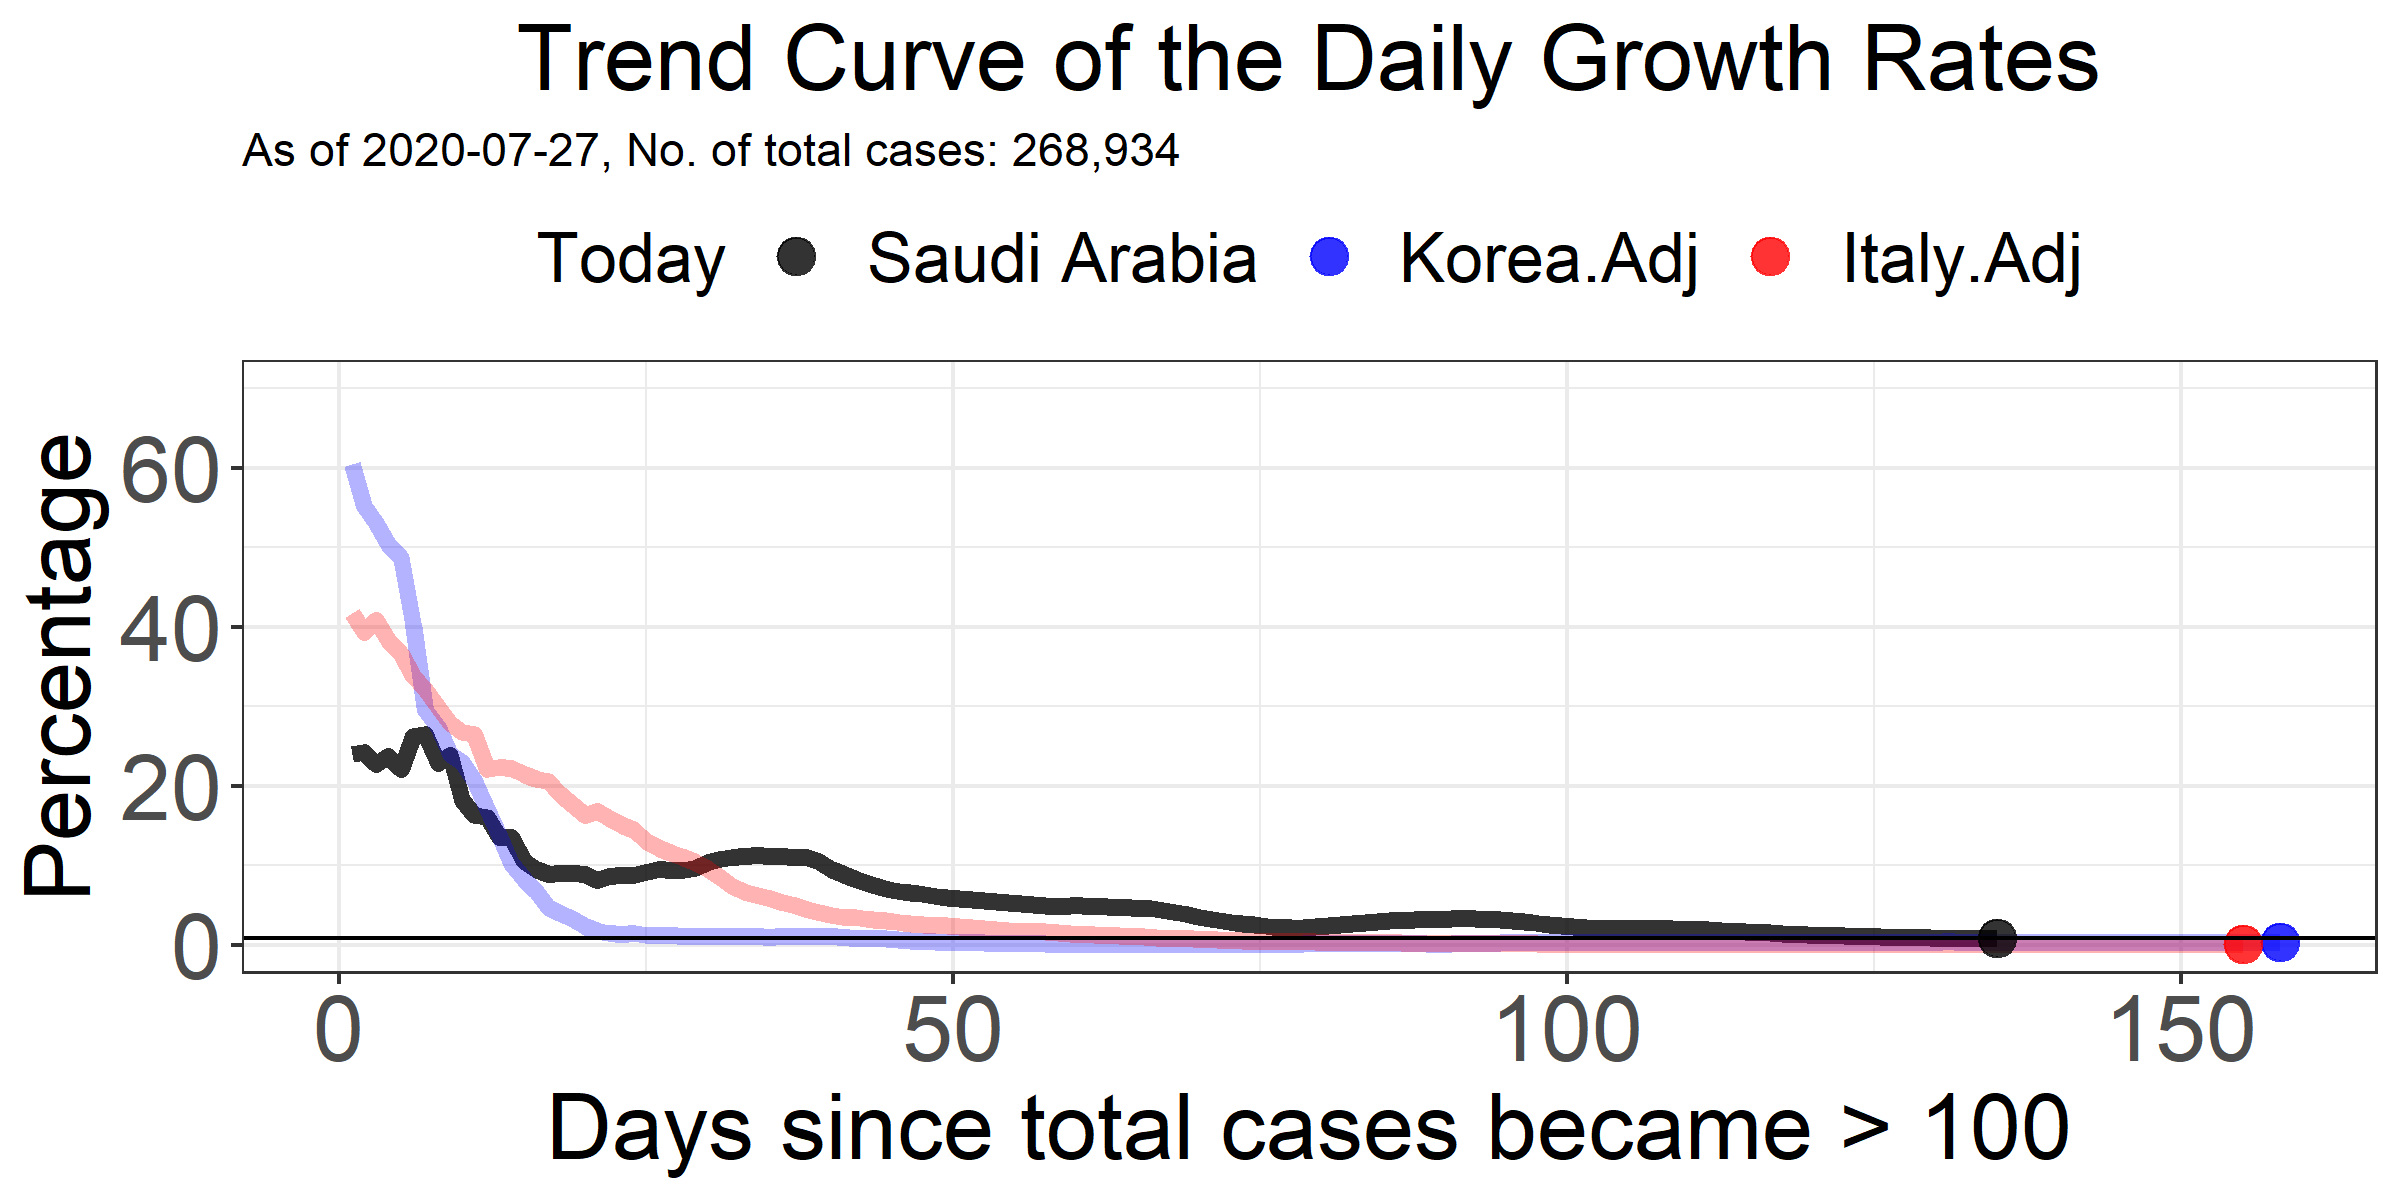 Trend Curve of the Daily Growth Rates
As of 2020-07-27, No. of total cases: 268,934
Today Saudi Arabia Korea.Adj Italy.Adj
Percentage
60
40
20
0
0 50 100 150
Days since total cases became > 100